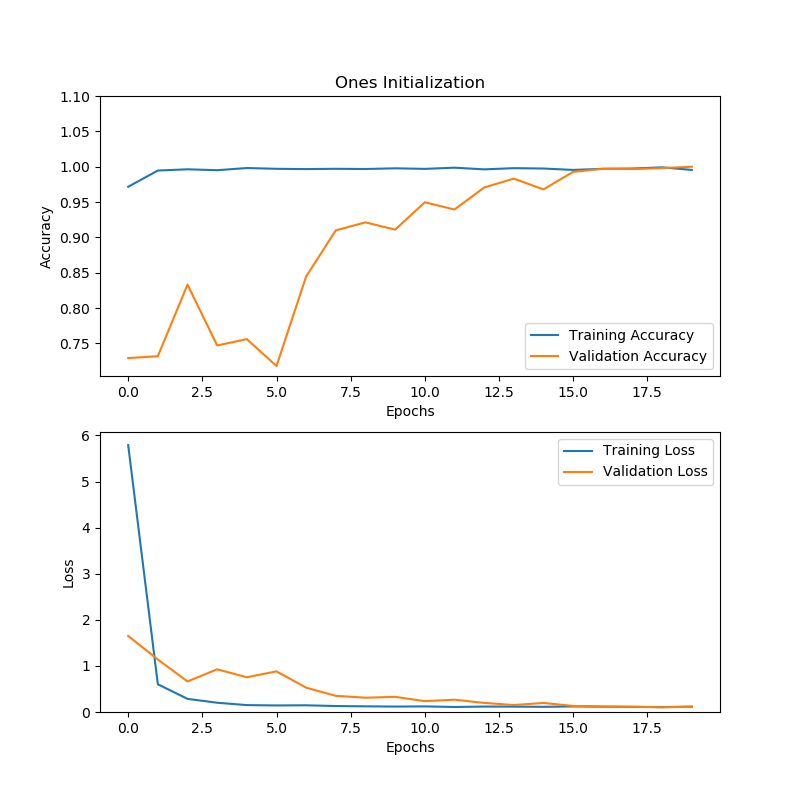 Ones Initialization
1.10
1.05
1.00
0.95
0.90
0.85
0.80
0.75
Accuracy
Training Accuracy
Validation Accuracy
0.0 2.5 5.0 7.5 10.0 12.5 15.0 17.5
Epochs
6
5
4
3
2
1
0
Loss
Training Loss
Validation Loss
0.0 2.5 5.0 7.5 10.0 12.5 15.0 17.5
Epochs